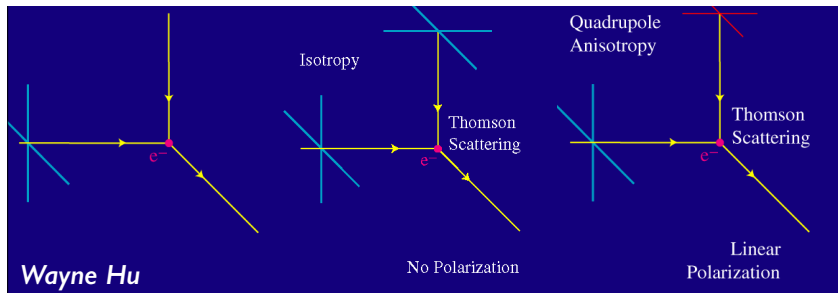 e⁻
Wayne Hu
Isotropy
Thomson
Scattering
e⁻
No Polarization
Quadrupole
Anisotropy
Thomson
Scattering
e⁻
Linear
Polarization